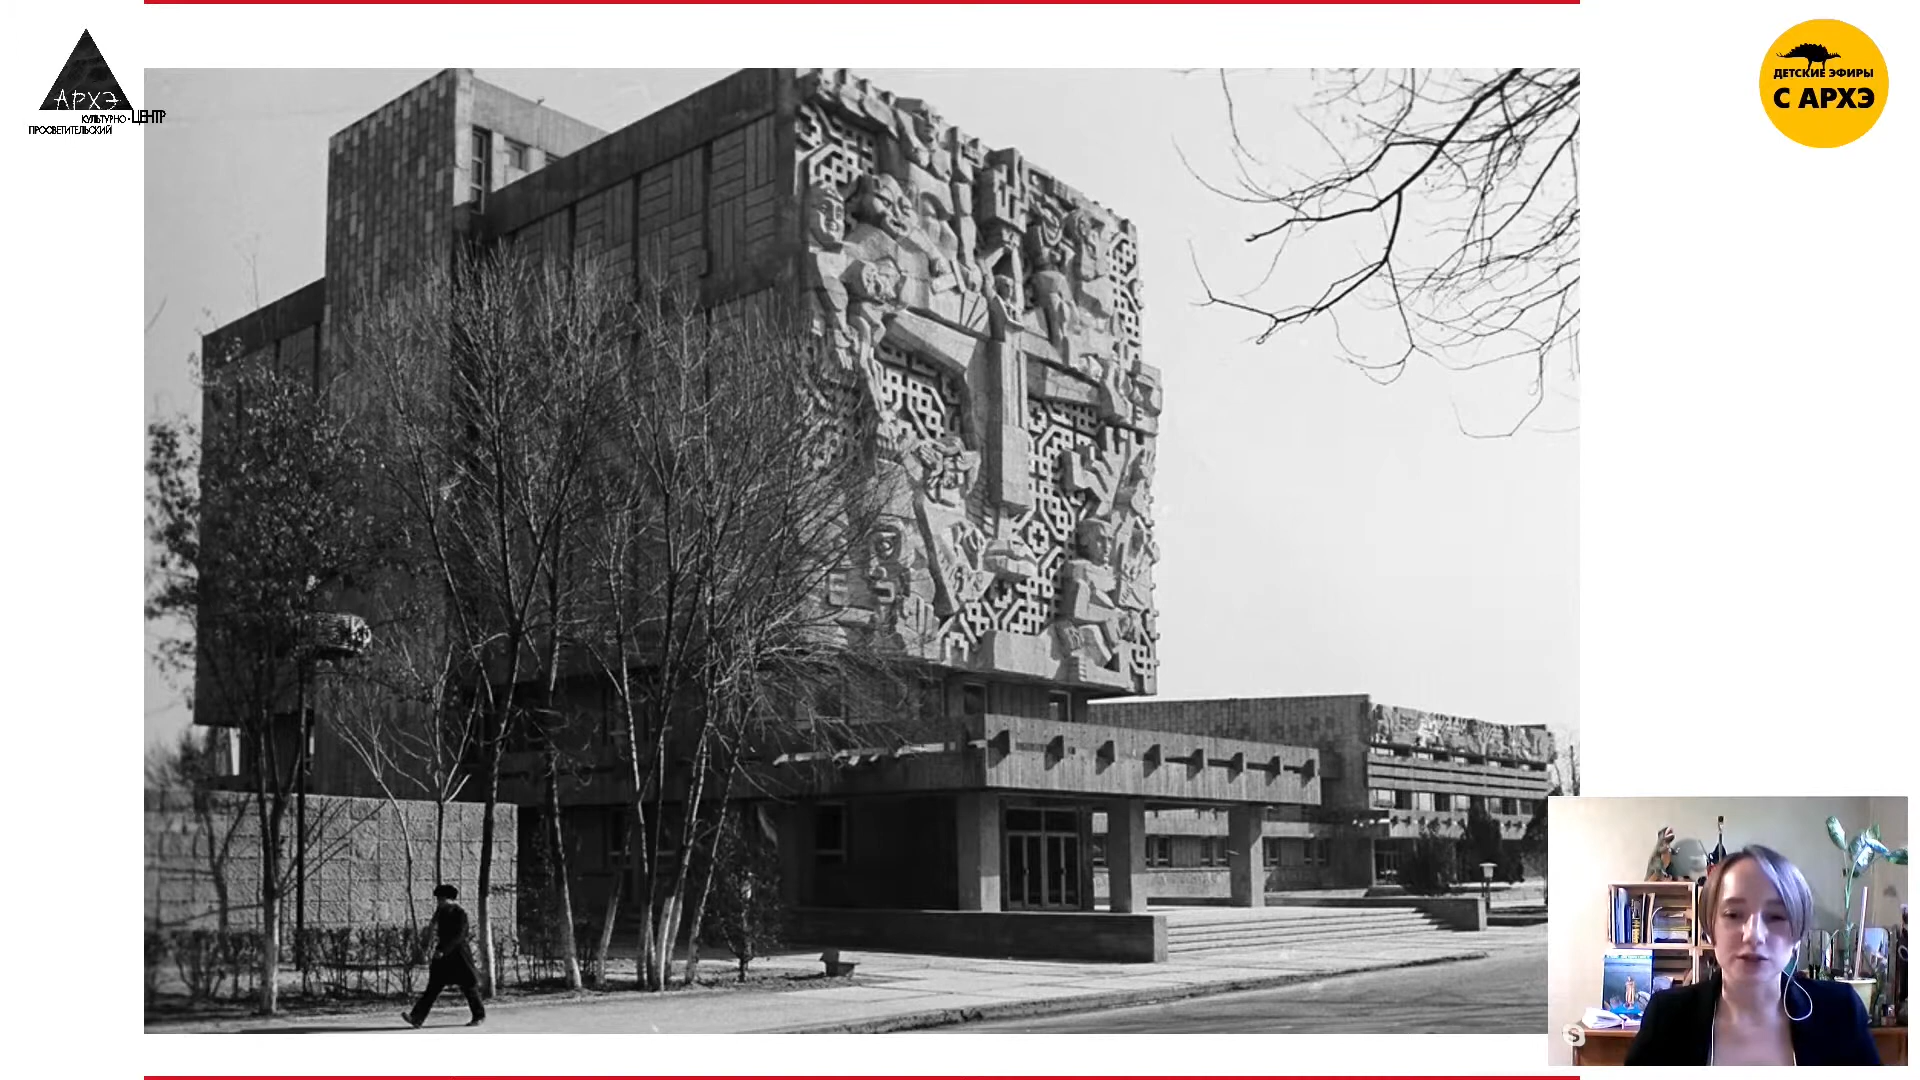 АРХЭ
КУЛЬТУРНО-ЦЕНТР
ПРОСВЕТИТЕЛЬСКИЙ
ДЕТСКИЕ ЭФИРЫ
С АРХЭ
S